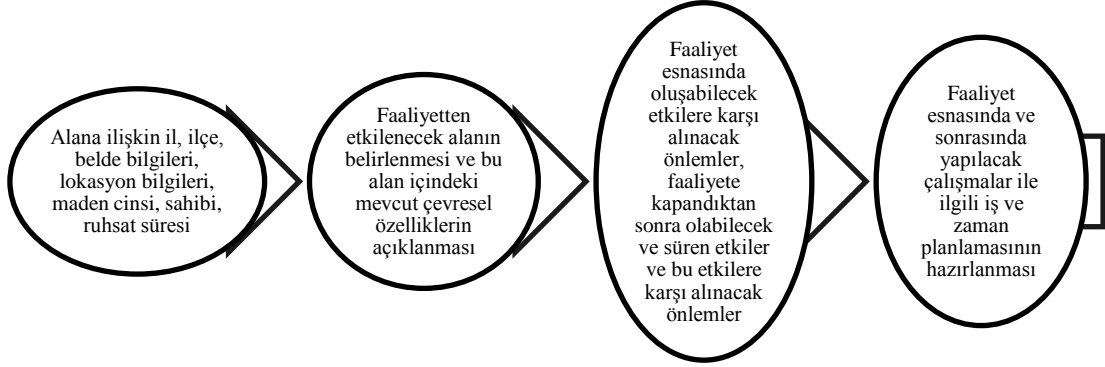 Alana ilişkin il, ilçe,
belde bilgileri,
lokasyon bilgileri,
maden cinsi, sahibi,
ruhsat süresi
Faaliyetten
etkilenecek alanın
belirlenmesi ve bu
alan içindeki
mevcut çevresel
özelliklerin
açıklanması
Faaliyet
esnasında
oluşabilecek
etkilere karşı
alınacak
önlemler,
faaliyete
kapandıktan
sonra olabilecek
ve süren etkiler
ve bu etkilere
karşı alınacak
önlemler
Faaliyet
esnasında ve
sonrasında
yapılacak
çalışmalar ile
ilgili iş ve
zaman
planlamasının
hazırlanması